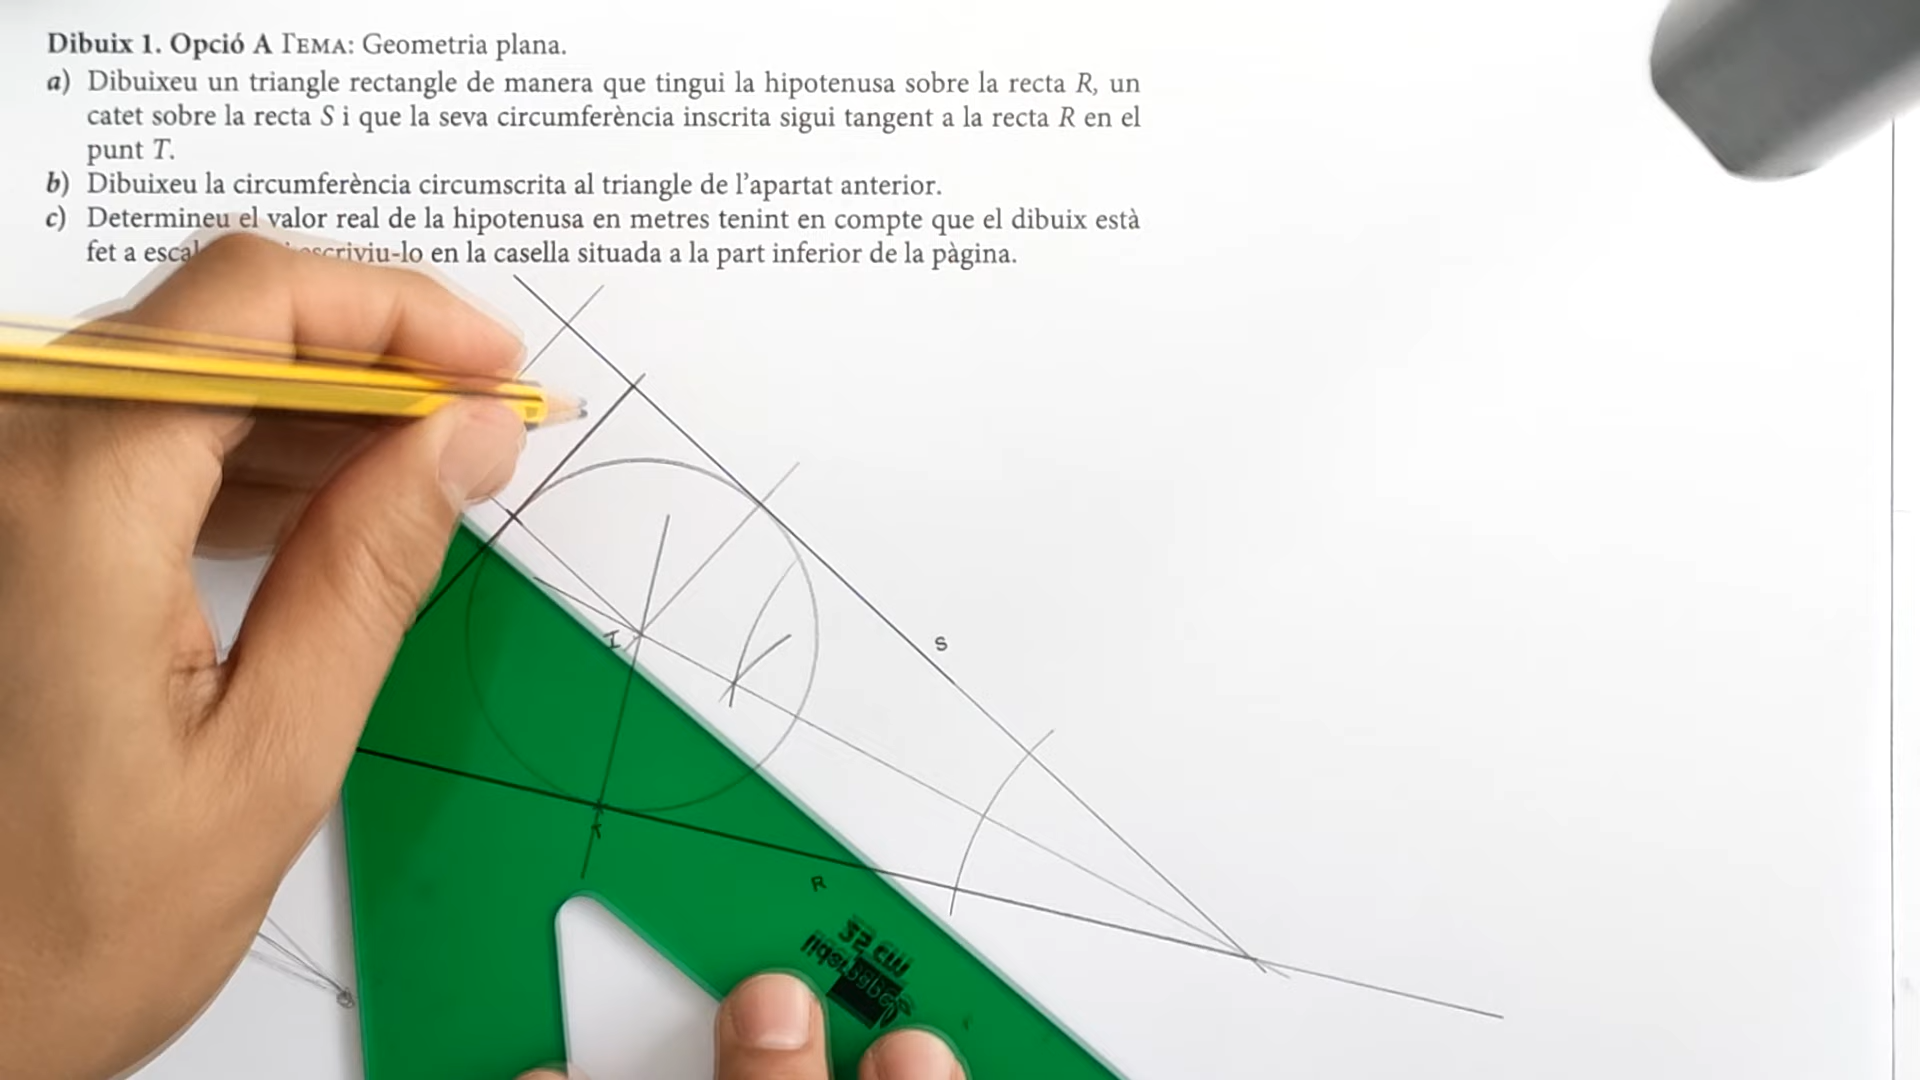 Dibuix 1. Opció A TEMA: Geometria plana.
a) Dibuixeu un triangle rectangle de manera que tingui la hipotenusa sobre la recta R, un
catet sobre la recta S i que la seva circumferència inscrita sigui tangent a la recta R en el
punt T.
b) Dibuixeu la circumferència circumscrita al triangle de l'apartat anterior.
c) Determineu el valor real de la hipotenusa en metres tenint en compte que el dibuix està
fet a en la casella situada a la part inferior de la pàgina.
S
I
R
32 cm